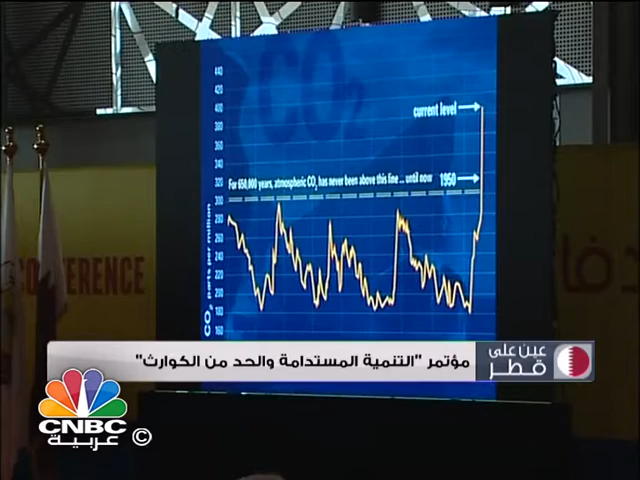 CO2
440
420
400
380
360
340
320
300
280
260
240
220
200
180
160
CO2 parts per million
current level
For 650,000 years, atmospheric CO2 has never been above this line ... until now
1950
CONFERENCE
مؤتمر "التنمية المستدامة والحد من الكوارث"
عين على
قطر
CNBC
عربية ©